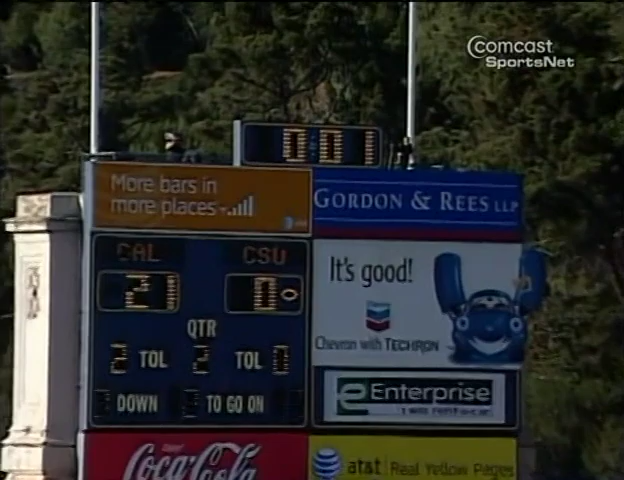 Comcast
SportsNet
0:01
More bars in
more places
at&t
GORDON & REES LLP
CAL CSU
21 0
QTR
2 TOL 2 TOL 0
DOWN TO GO ON
It's good!
Chevron
Chevron with TECHRON
e Enterprise
Coca-Cola
at&t Real Yellow Pages